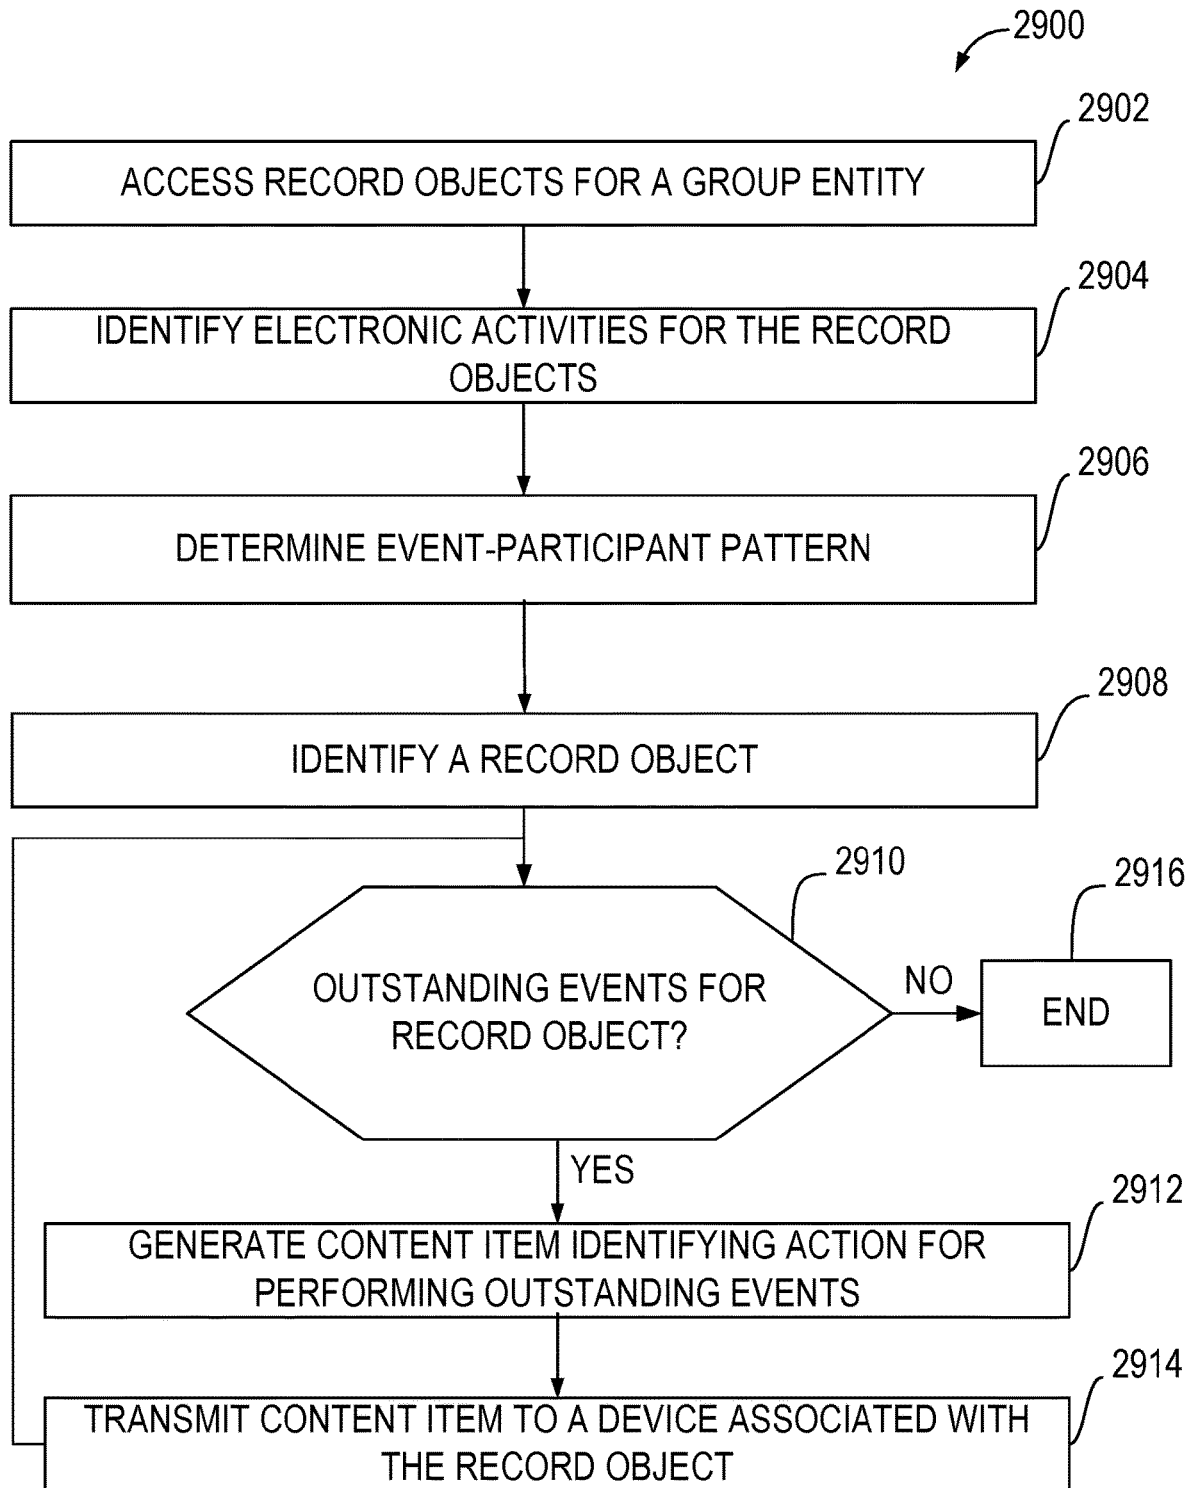 2900
2902
ACCESS RECORD OBJECTS FOR A GROUP ENTITY
2904
IDENTIFY ELECTRONIC ACTIVITIES FOR THE RECORD
OBJECTS
2906
DETERMINE EVENT-PARTICIPANT PATTERN
2908
IDENTIFY A RECORD OBJECT
2910
2916
OUTSTANDING EVENTS FOR
RECORD OBJECT?
NO
END
YES
2912
GENERATE CONTENT ITEM IDENTIFYING ACTION FOR
PERFORMING OUTSTANDING EVENTS
2914
TRANSMIT CONTENT ITEM TO A DEVICE ASSOCIATED WITH
THE RECORD OBJECT